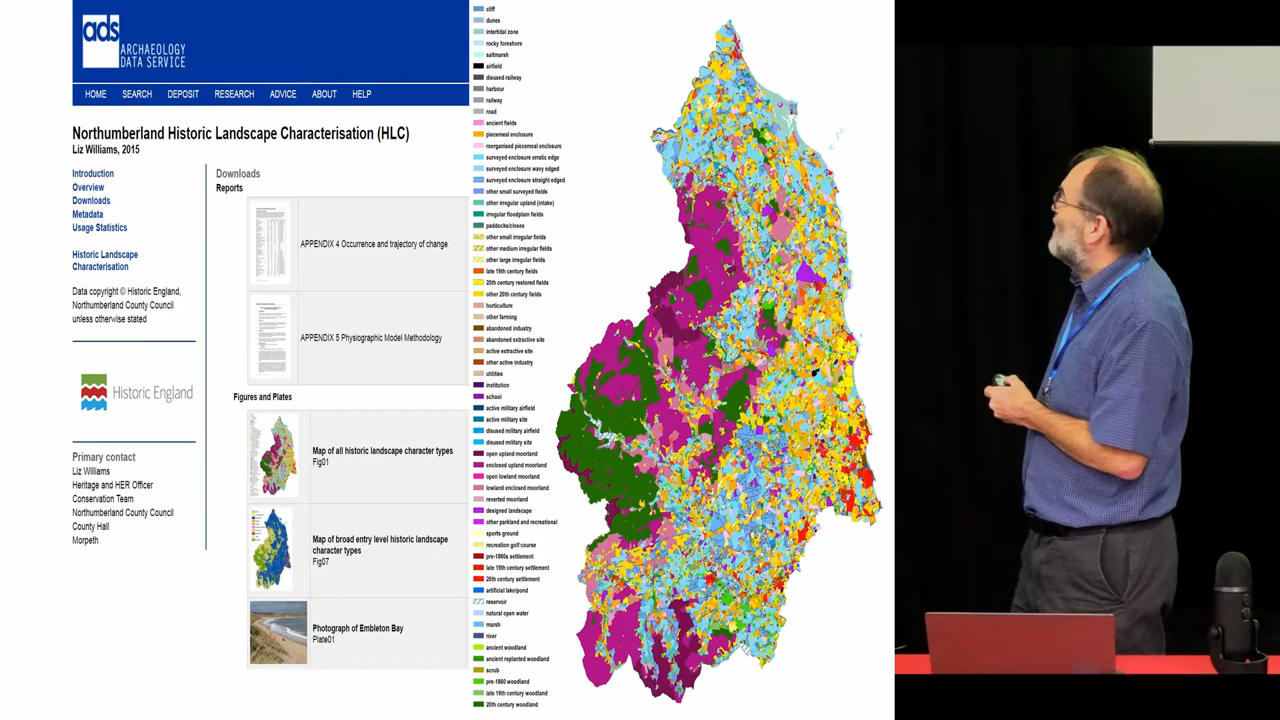 ads
ARCHAEOLOGY
DATA SERVICE
HOME SEARCH DEPOSIT RESEARCH ADVICE ABOUT HELP
Northumberland Historic Landscape Characterisation (HLC)
Liz Williams, 2015
Introduction
Overview
Downloads
Metadata
Usage Statistics
Historic Landscape
Characterisation
Data copyright © Historic England,
Northumberland County Council
unless otherwise stated
Historic England
Primary contact
Liz Williams
Heritage and HER Officer
Conservation Team
Northumberland County Council
County Hall
Morpeth
Downloads
Reports
APPENDIX 4 Occurrence and trajectory of change
APPENDIX 5 Physiographic Model Methodology
Figures and Plates
Map of all historic landscape character types
Fig01
Map of broad entry level historic landscape
character types
Fig07
Photograph of Embleton Bay
Plate01
cliff
dunes
intertidal zone
rocky foreshore
saltmarsh
airfield
disused railway
harbour
railway
road
ancient fields
piecemeal enclosure
reorganised piecemeal enclosure
surveyed enclosure erratic edge
surveyed enclosure wavy edged
surveyed enclosure straight edged
other small surveyed fields
other irregular upland (intake)
irregular floodplain fields
paddocks/closes
other small irregular fields
other medium irregular fields
other large irregular fields
late 19th century fields
20th century restored fields
other 20th century fields
horticulture
other farming
abandoned industry
abandoned extractive site
active extractive site
other active industry
utilities
institution
school
active military airfield
active military site
disused military airfield
disused military site
open upland moorland
enclosed upland moorland
open lowland moorland
lowland enclosed moorland
reverted moorland
designed landscape
other parkland and recreational
sports ground
recreation golf course
pre-1860s settlement
late 19th century settlement
20th century settlement
artificial lake/pond
reservoir
natural open water
marsh
river
ancient woodland
ancient replanted woodland
scrub
pre-1860 woodland
late 19th century woodland
20th century woodland